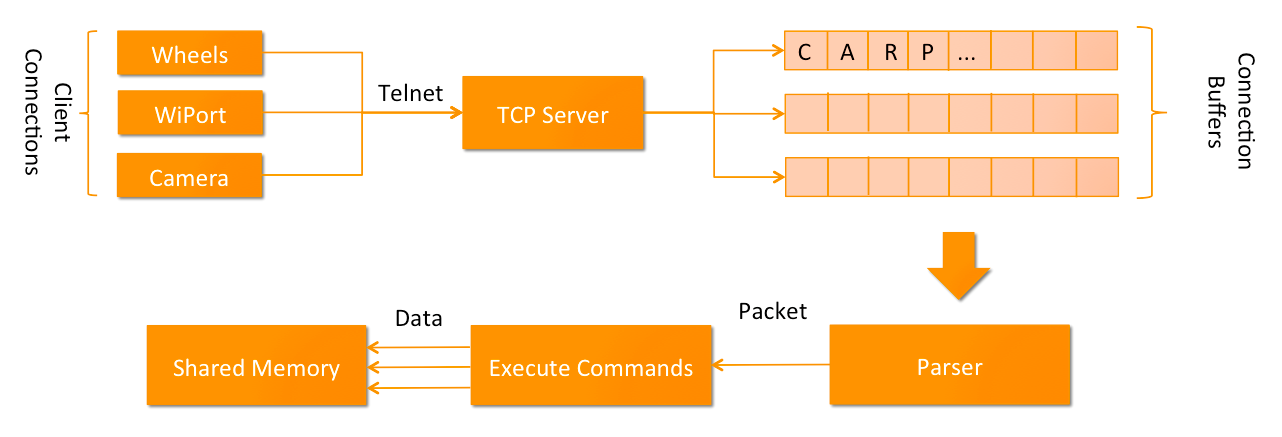 Client
Connections
Wheels
WiPort
Camera
Telnet
TCP Server
C A R P ...
Connection
Buffers
Data
Packet
Shared Memory
Execute Commands
Parser